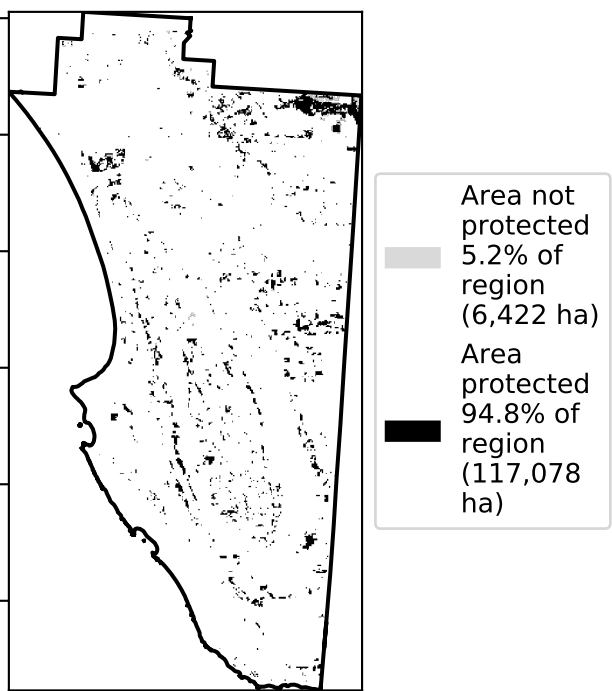 Area not
protected
5.2% of
region
(6,422 ha)
Area
protected
94.8% of
region
(117,078
ha)